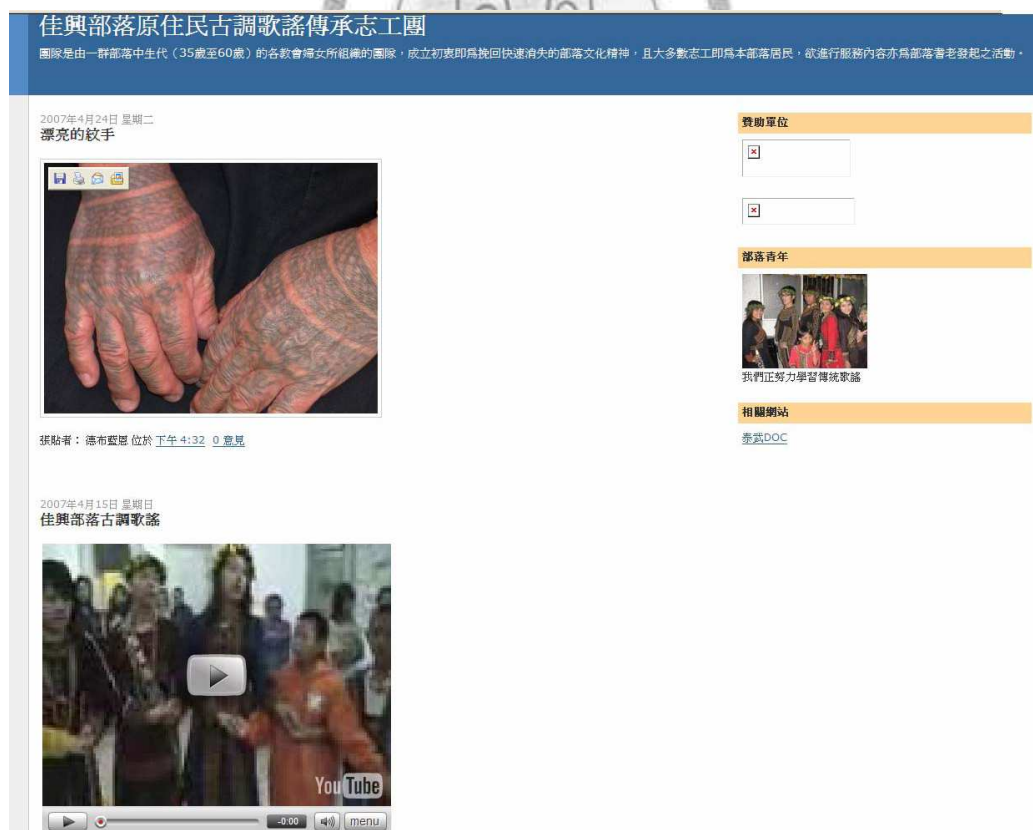 佳興部落原住民古調歌謠傳承志工團
團隊是由一群部落中生代（35歲至60歲）的各教會婦女所組織的團隊，成立初衷即為挽回快速消失的部落文化精神，且大多數志工即為本部落居民，欲進行服務內容亦為部落耆老發起之活動。
2007年4月24日 星期二
漂亮的紋手
張貼者： 德布藍恩 位於 下午 4:32 0 意見
2007年4月15日 星期日
佳興部落古調歌謠
YouTube
-0:00
menu
贊助單位
部落青年
我們正努力學習傳統歌謠
相關網站
泰武DOC